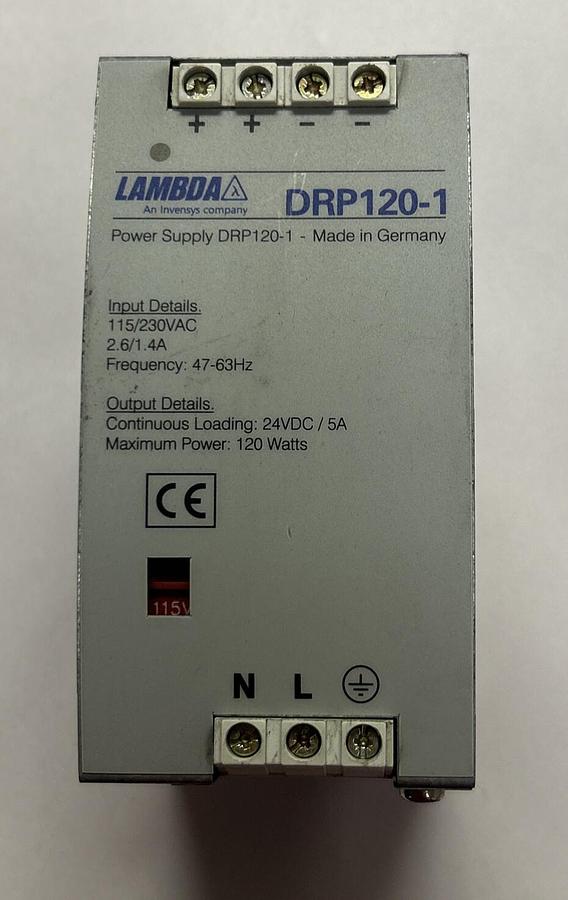 + + − −
LAMBDA λ
An Invensys company
DRP120-1
Power Supply DRP120-1 - Made in Germany
Input Details.
115/230VAC
2.6/1.4A
Frequency: 47-63Hz
Output Details.
Continuous Loading: 24VDC / 5A
Maximum Power: 120 Watts
CE
115V
N L